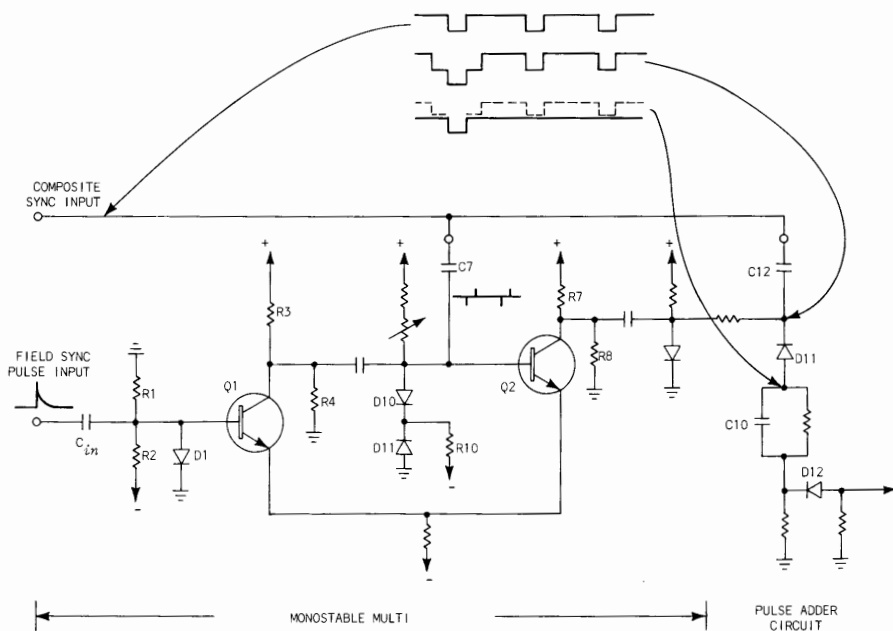 COMPOSITE
SYNC INPUT
+
+
+
+
C7
C12
R3
R7
FIELD SYNC
PULSE INPUT
Q1
Q2
R8
D11
R1
R4
D10
C10
Cin
R2
D1
D11
R10
D12
-
-
-
MONOSTABLE MULTI
PULSE ADDER
CIRCUIT